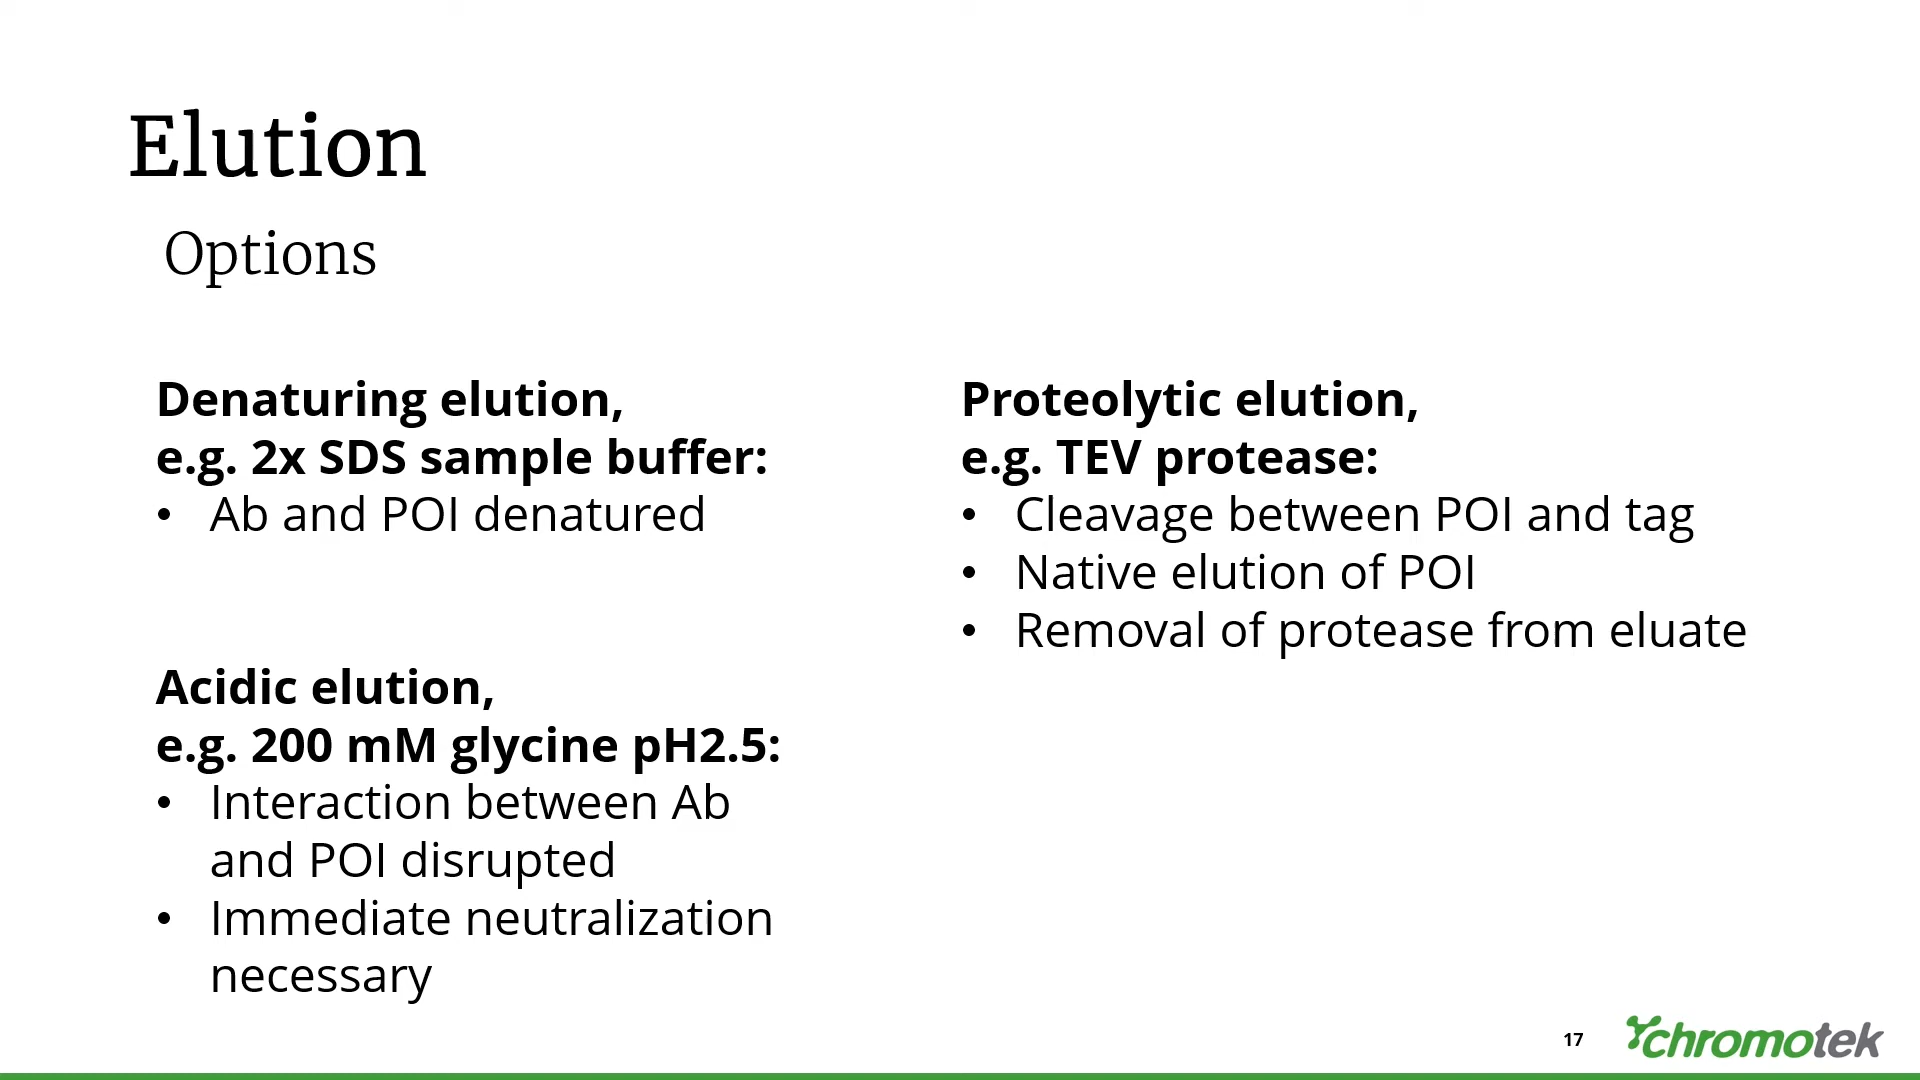 Elution
Options
Denaturing elution,
e.g. 2x SDS sample buffer:
• Ab and POI denatured
Acidic elution,
e.g. 200 mM glycine pH2.5:
• Interaction between Ab
and POI disrupted
• Immediate neutralization
necessary
Proteolytic elution,
e.g. TEV protease:
• Cleavage between POI and tag
• Native elution of POI
• Removal of protease from eluate
17
chromotek